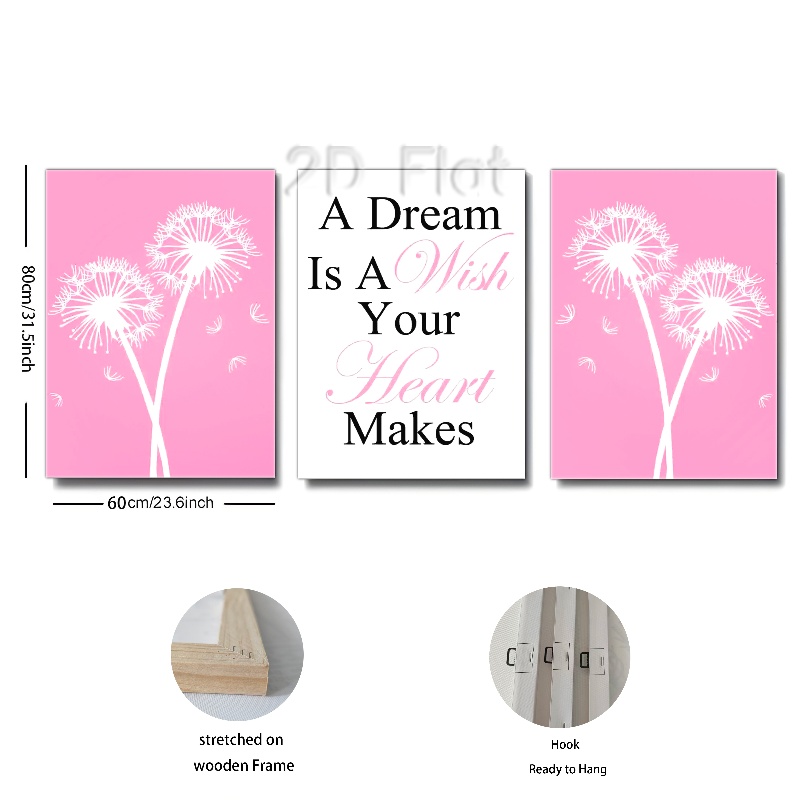 2D Flat
A Dream
Is A Wish
Your
Heart
Makes
80cm/31.5inch
60cm/23.6inch
stretched on
wooden Frame
Hook
Ready to Hang